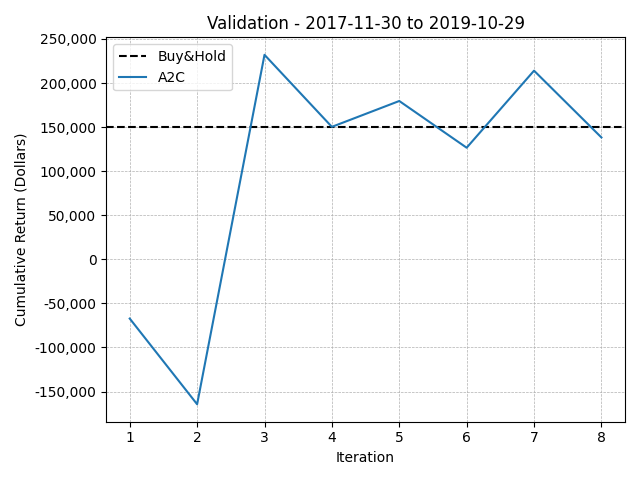 Validation - 2017-11-30 to 2019-10-29
Buy&Hold
A2C
Cumulative Return (Dollars)
250,000
200,000
150,000
100,000
50,000
0
-50,000
-100,000
-150,000
1 2 3 4 5 6 7 8
Iteration